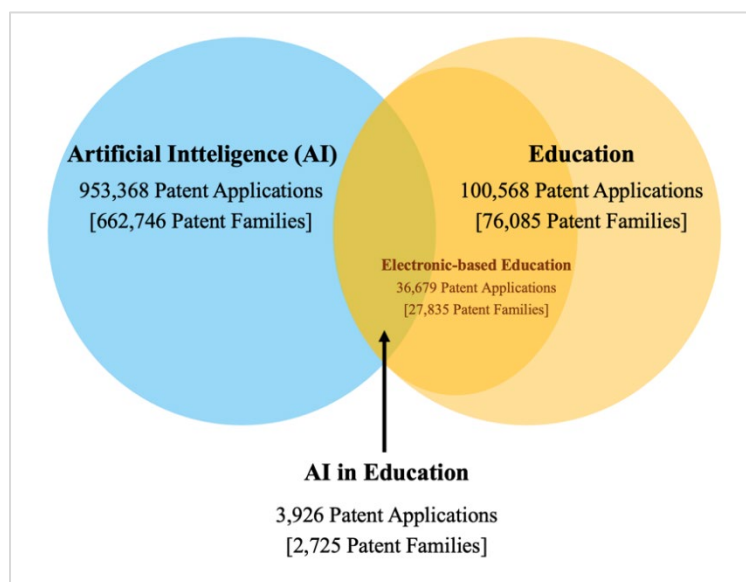 Artificial Intteligence (AI)
953,368 Patent Applications
[662,746 Patent Families]
Education
100,568 Patent Applications
[76,085 Patent Families]
Electronic-based Education
36,679 Patent Applications
[27,835 Patent Families]
AI in Education
3,926 Patent Applications
[2,725 Patent Families]